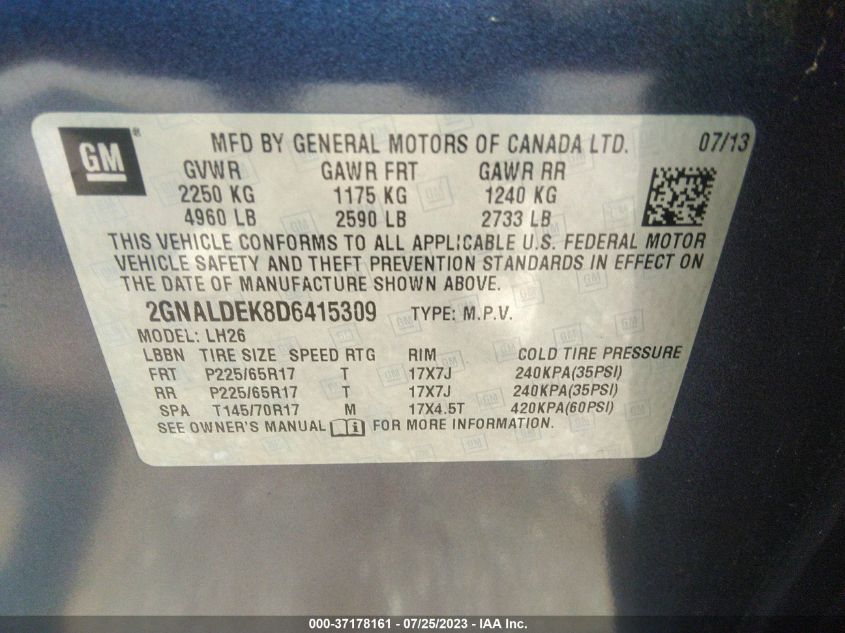 GM ® MFD BY GENERAL MOTORS OF CANADA LTD. 07/13
GVWR GAWR FRT GAWR RR
2250 KG 1175 KG 1240 KG
4960 LB 2590 LB 2733 LB
THIS VEHICLE CONFORMS TO ALL APPLICABLE U.S. FEDERAL MOTOR
VEHICLE SAFETY AND THEFT PREVENTION STANDARDS IN EFFECT ON
THE DATE OF MANUFACTURE SHOWN ABOVE.
2GNALDEK8D6415309 TYPE: M.P.V.
MODEL: LH26
LBBN TIRE SIZE SPEED RTG RIM COLD TIRE PRESSURE
FRT P225/65R17 T 17X7J 240KPA(35PSI)
RR P225/65R17 T 17X7J 240KPA(35PSI)
SPA T145/70R17 M 17X4.5T 420KPA(60PSI)
SEE OWNER'S MANUAL FOR MORE INFORMATION.
000-37178161 - 07/25/2023 - IAA Inc.